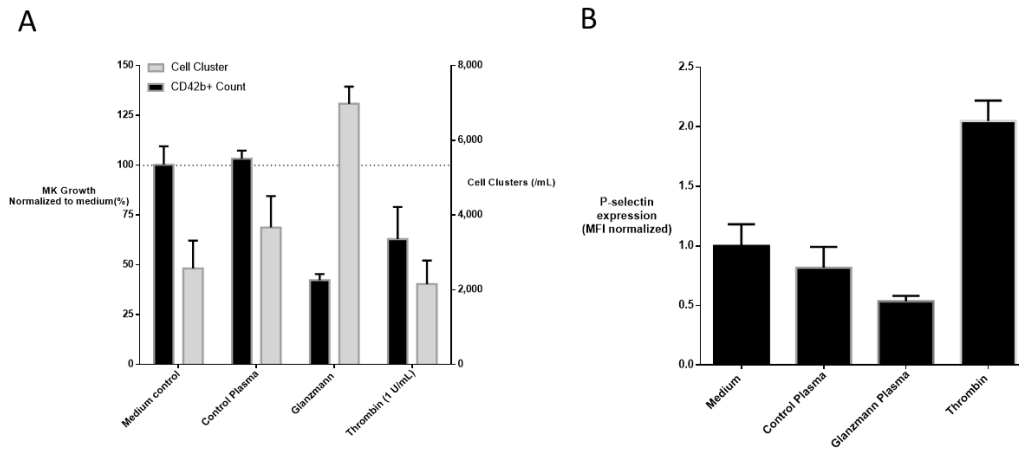 A
150
125
100
75
50
25
0
MK Growth
Normalized to medium(%)
Cell Cluster
CD42b+ Count
8,000
6,000
4,000
2,000
0
Cell Clusters (/mL)
Medium control
Control Plasma
Glanzmann
Thrombin (1 U/mL)
B
2.5
2.0
1.5
1.0
0.5
0.0
P-selectin
expression
(MFI normalized)
Medium
Control Plasma
Glanzmann Plasma
Thrombin